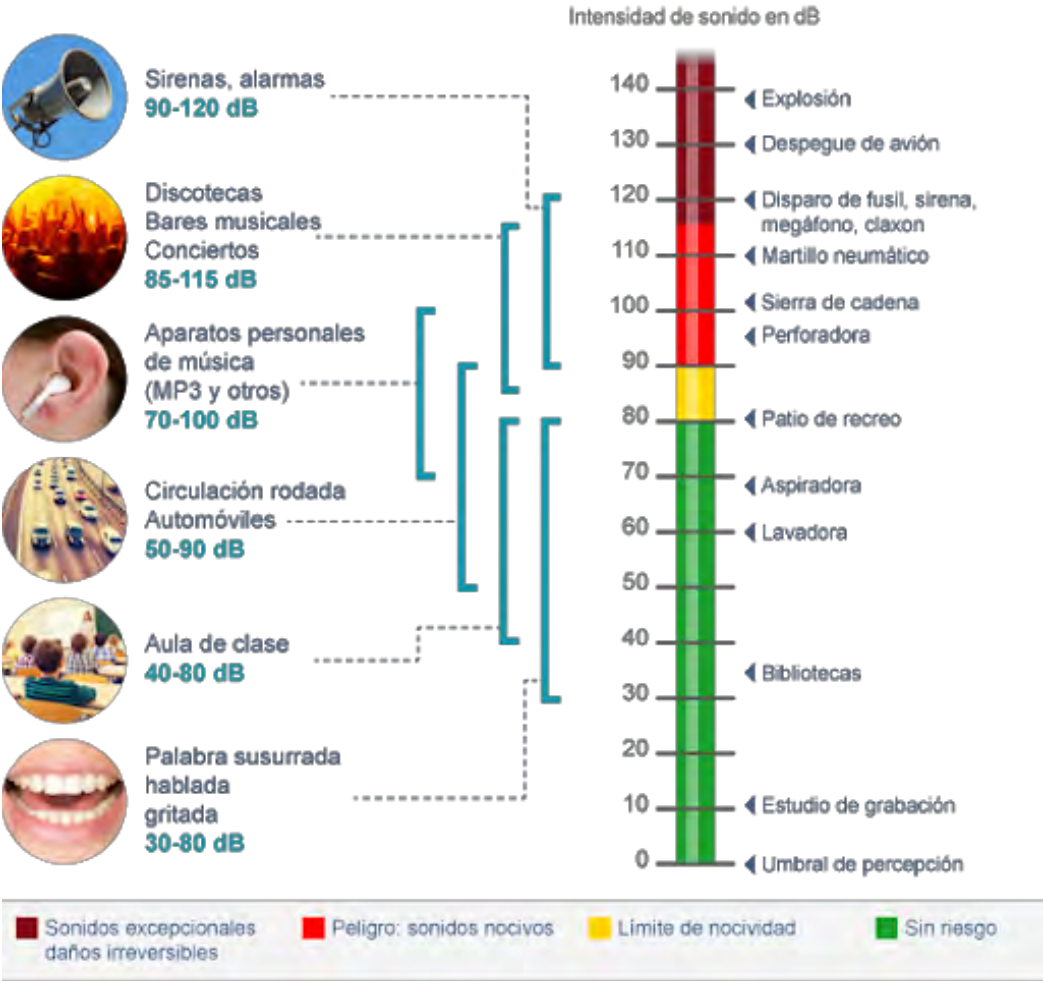 Intensidad de sonido en dB
Sirenas, alarmas
90-120 dB
Discotecas
Bares musicales
Conciertos
85-115 dB
Aparatos personales
de música
(MP3 y otros)
70-100 dB
Circulación rodada
Automóviles
50-90 dB
Aula de clase
40-80 dB
Palabra susurrada
hablada
gritada
30-80 dB
140
130
120
110
100
90
80
70
60
50
40
30
20
10
0
Explosión
Despegue de avión
Disparo de fusil, sirena,
megáfono, claxon
Martillo neumático
Sierra de cadena
Perforadora
Patio de recreo
Aspiradora
Lavadora
Bibliotecas
Estudio de grabación
Umbral de percepción
Sonidos excepcionales
daños irreversibles
Peligro: sonidos nocivos
Límite de nocividad
Sin riesgo
A